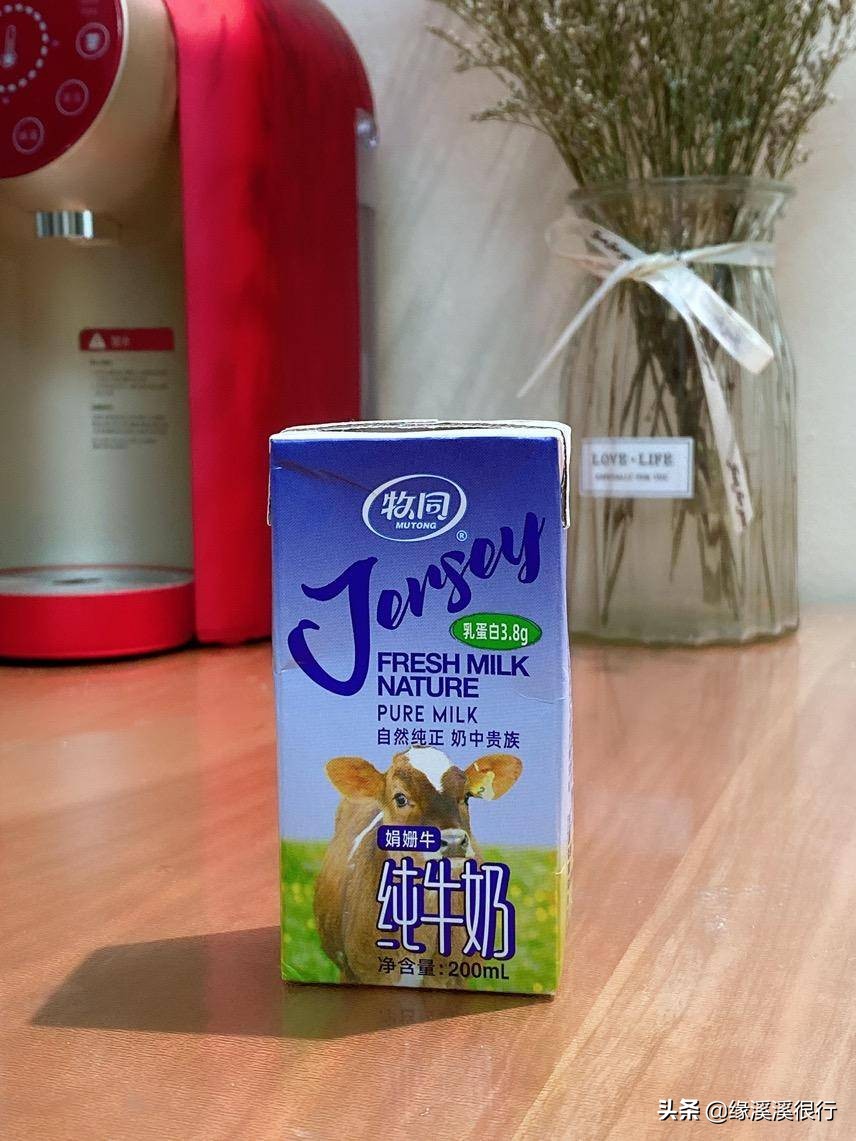 牧同
MUTONG
®
Jersey
乳蛋白3.8g
FRESH MILK
NATURE
PURE MILK
自然纯正 奶中贵族
娟姗牛
纯牛奶
净含量:200mL
LOVE·LIFE
头条 @缘溪溪很行